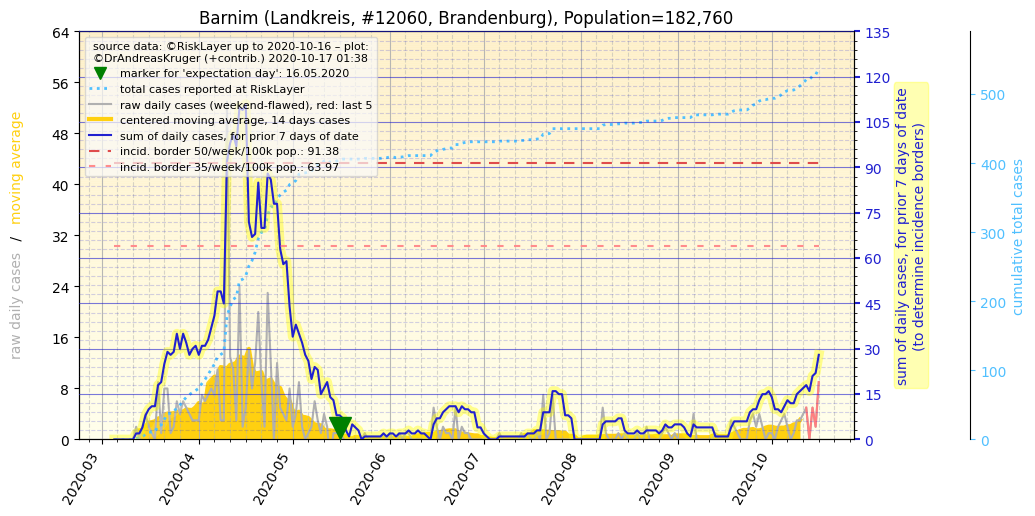 Barnim (Landkreis, #12060, Brandenburg), Population=182,760
source data: ©RiskLayer up to 2020-10-16 – plot:
©DrAndreasKruger (+contrib.) 2020-10-17 01:38
marker for 'expectation day': 16.05.2020
total cases reported at RiskLayer
raw daily cases (weekend-flawed), red: last 5
centered moving average, 14 days cases
sum of daily cases, for prior 7 days of date
incid. border 50/week/100k pop.: 91.38
incid. border 35/week/100k pop.: 63.97
raw daily cases / moving average
64
56
48
40
32
24
16
8
0
2020-03
2020-04
2020-05
2020-06
2020-07
2020-08
2020-09
2020-10
135
120
105
90
75
60
45
30
15
0
sum of daily cases, for prior 7 days of date
(to determine incidence borders)
500
400
300
200
100
0
cumulative total cases